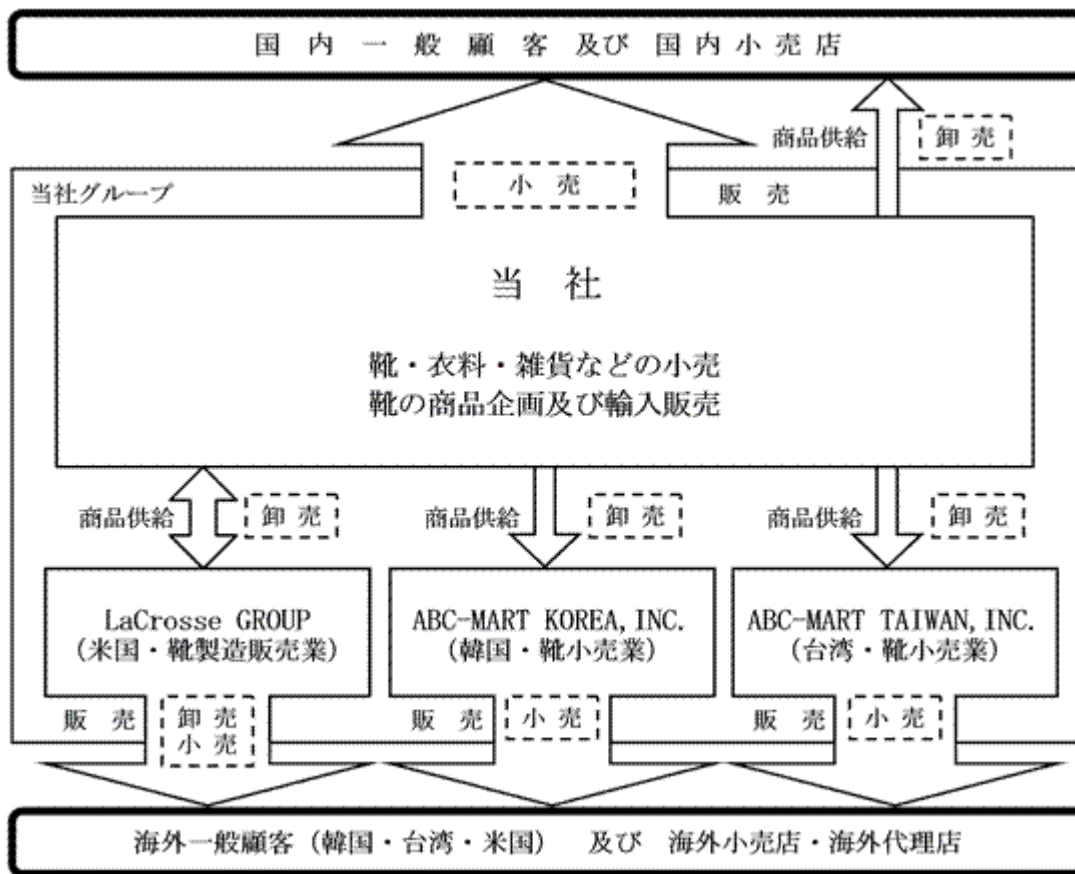 国内一般顧客 及び 国内小売店
商品供給 卸売
当社グループ 小売 販売
当社
靴・衣料・雑貨などの小売
靴の商品企画及び輸入販売
商品供給 卸売 商品供給 卸売 商品供給 卸売
LaCrosse GROUP
(米国・靴製造販売業)
ABC-MART KOREA, INC.
(韓国・靴小売業)
ABC-MART TAIWAN, INC.
(台湾・靴小売業)
販売 卸売
小売
販売 小売
販売 小売
海外一般顧客(韓国・台湾・米国) 及び 海外小売店・海外代理店